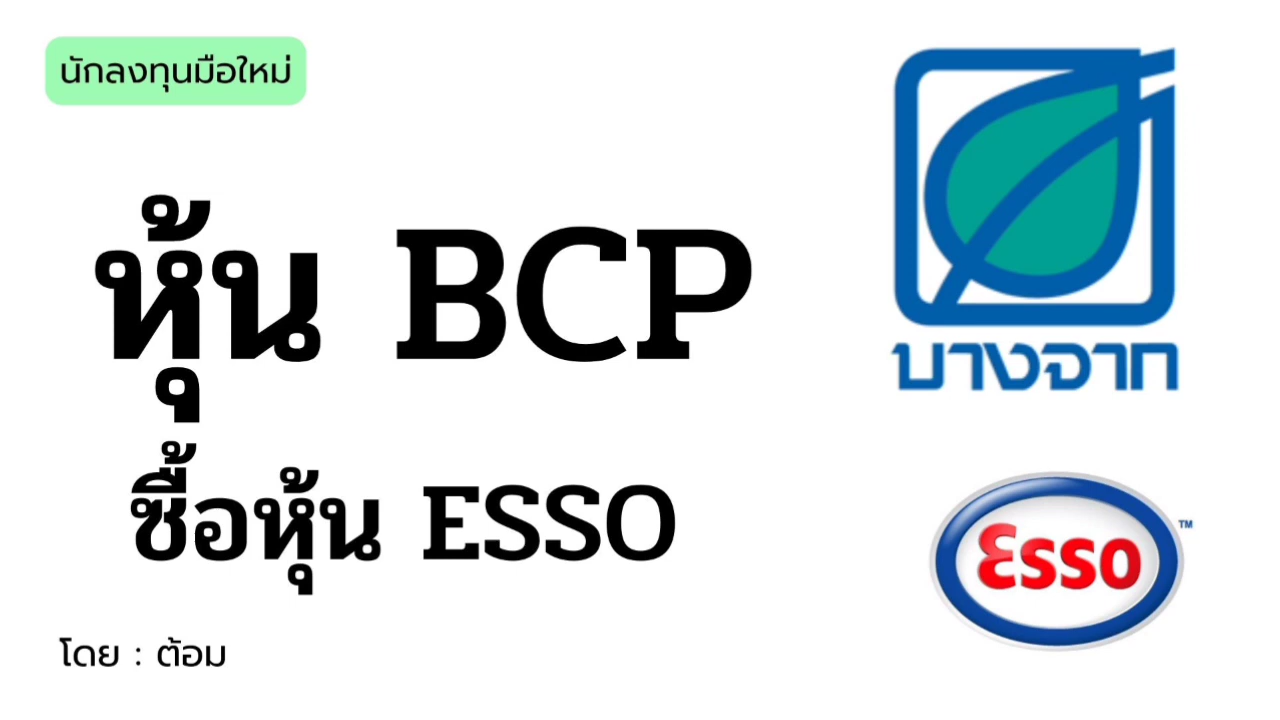 นักลงทุนมือใหม่
หุ้น BCP
ซื้อหุ้น ESSO
โดย : ต้อม
บางจาก
Esso TM